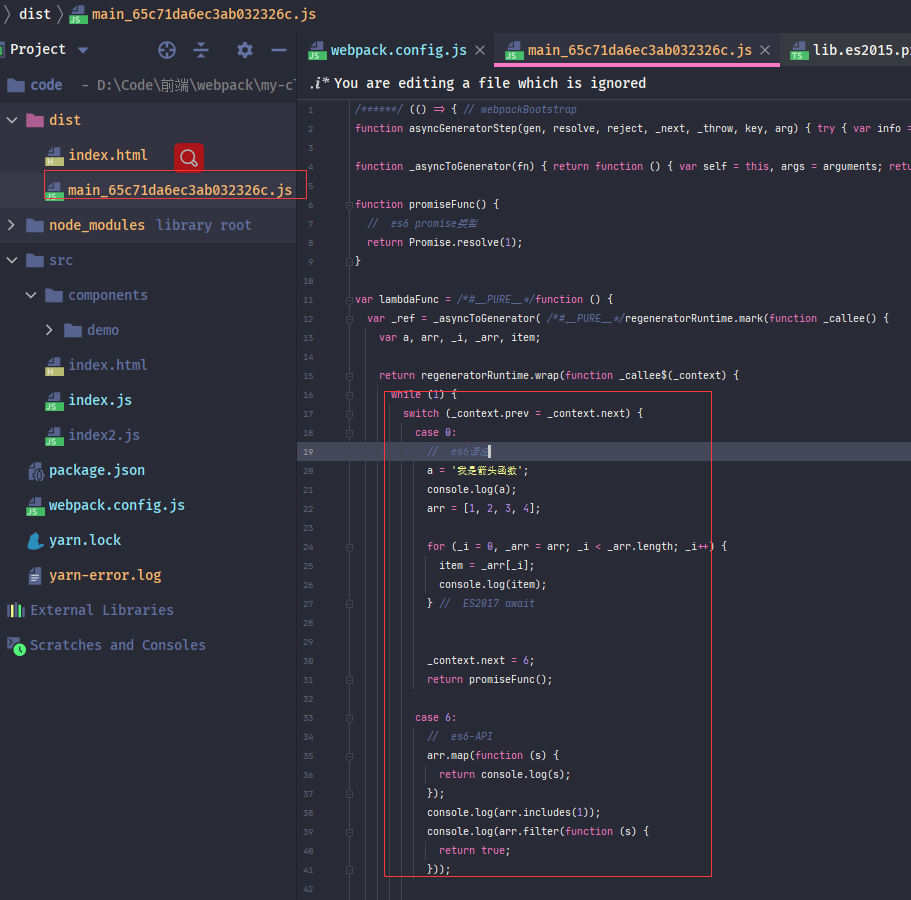 dist
main_65c71da6ec3ab032326c.js
Project
webpack.config.js
main_65c71da6ec3ab032326c.js
lib.es2015.p
code - D:\Code\前端\webpack\my-c
.i* You are editing a file which is ignored
dist
index.html
main_65c71da6ec3ab032326c.js
node_modules library root
src
components
demo
index.html
index.js
index2.js
package.json
webpack.config.js
yarn.lock
yarn-error.log
External Libraries
Scratches and Consoles
1 /******/ (() => { // webpackBootstrap
2 function asyncGeneratorStep(gen, resolve, reject, _next, _throw, key, arg) { try { var info =
3
4 function _asyncToGenerator(fn) { return function () { var self = this, args = arguments; retu
5
6 function promiseFunc() {
7 // es6 promise类型
8 return Promise.resolve(1);
9 }
10
11 var lambdaFunc = /*#__PURE__*/function () {
12 var _ref = _asyncToGenerator( /*#__PURE__*/regeneratorRuntime.mark(function _callee() {
13 var a, arr, _i, _arr, item;
14
15 return regeneratorRuntime.wrap(function _callee$(_context) {
16 while (1) {
17 switch (_context.prev = _context.next) {
18 case 0:
19 // es6语法
20 a = '我是箭头函数';
21 console.log(a);
22 arr = [1, 2, 3, 4];
23
24 for (_i = 0, _arr = arr; _i < _arr.length; _i++) {
25 item = _arr[_i];
26 console.log(item);
27 } // ES2017 await
28
29
30 _context.next = 6;
31 return promiseFunc();
32
33 case 6:
34 // es6-API
35 arr.map(function (s) {
36 return console.log(s);
37 });
38 console.log(arr.includes(1));
39 console.log(arr.filter(function (s) {
40 return true;
41 }));
42